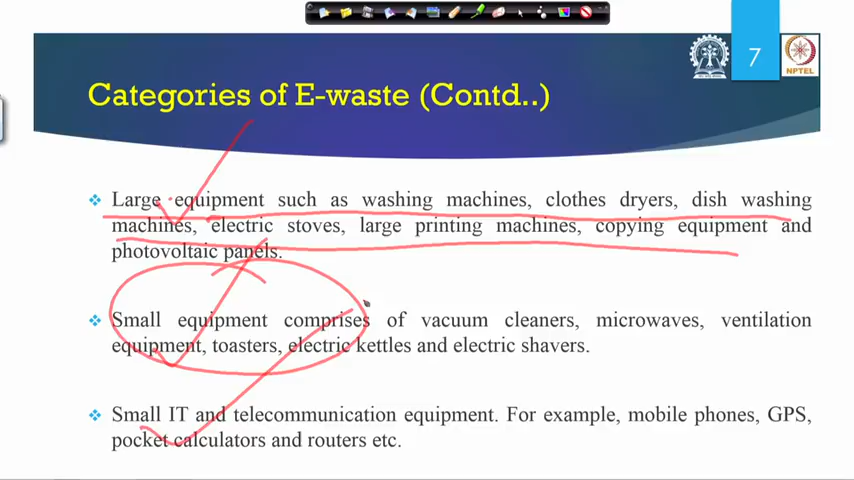 7
NPTEL
Categories of E-waste (Contd..)
Large equipment such as washing machines, clothes dryers, dish washing
machines, electric stoves, large printing machines, copying equipment and
photovoltaic panels.
Small equipment comprises of vacuum cleaners, microwaves, ventilation
equipment, toasters, electric kettles and electric shavers.
Small IT and telecommunication equipment. For example, mobile phones, GPS,
pocket calculators and routers etc.